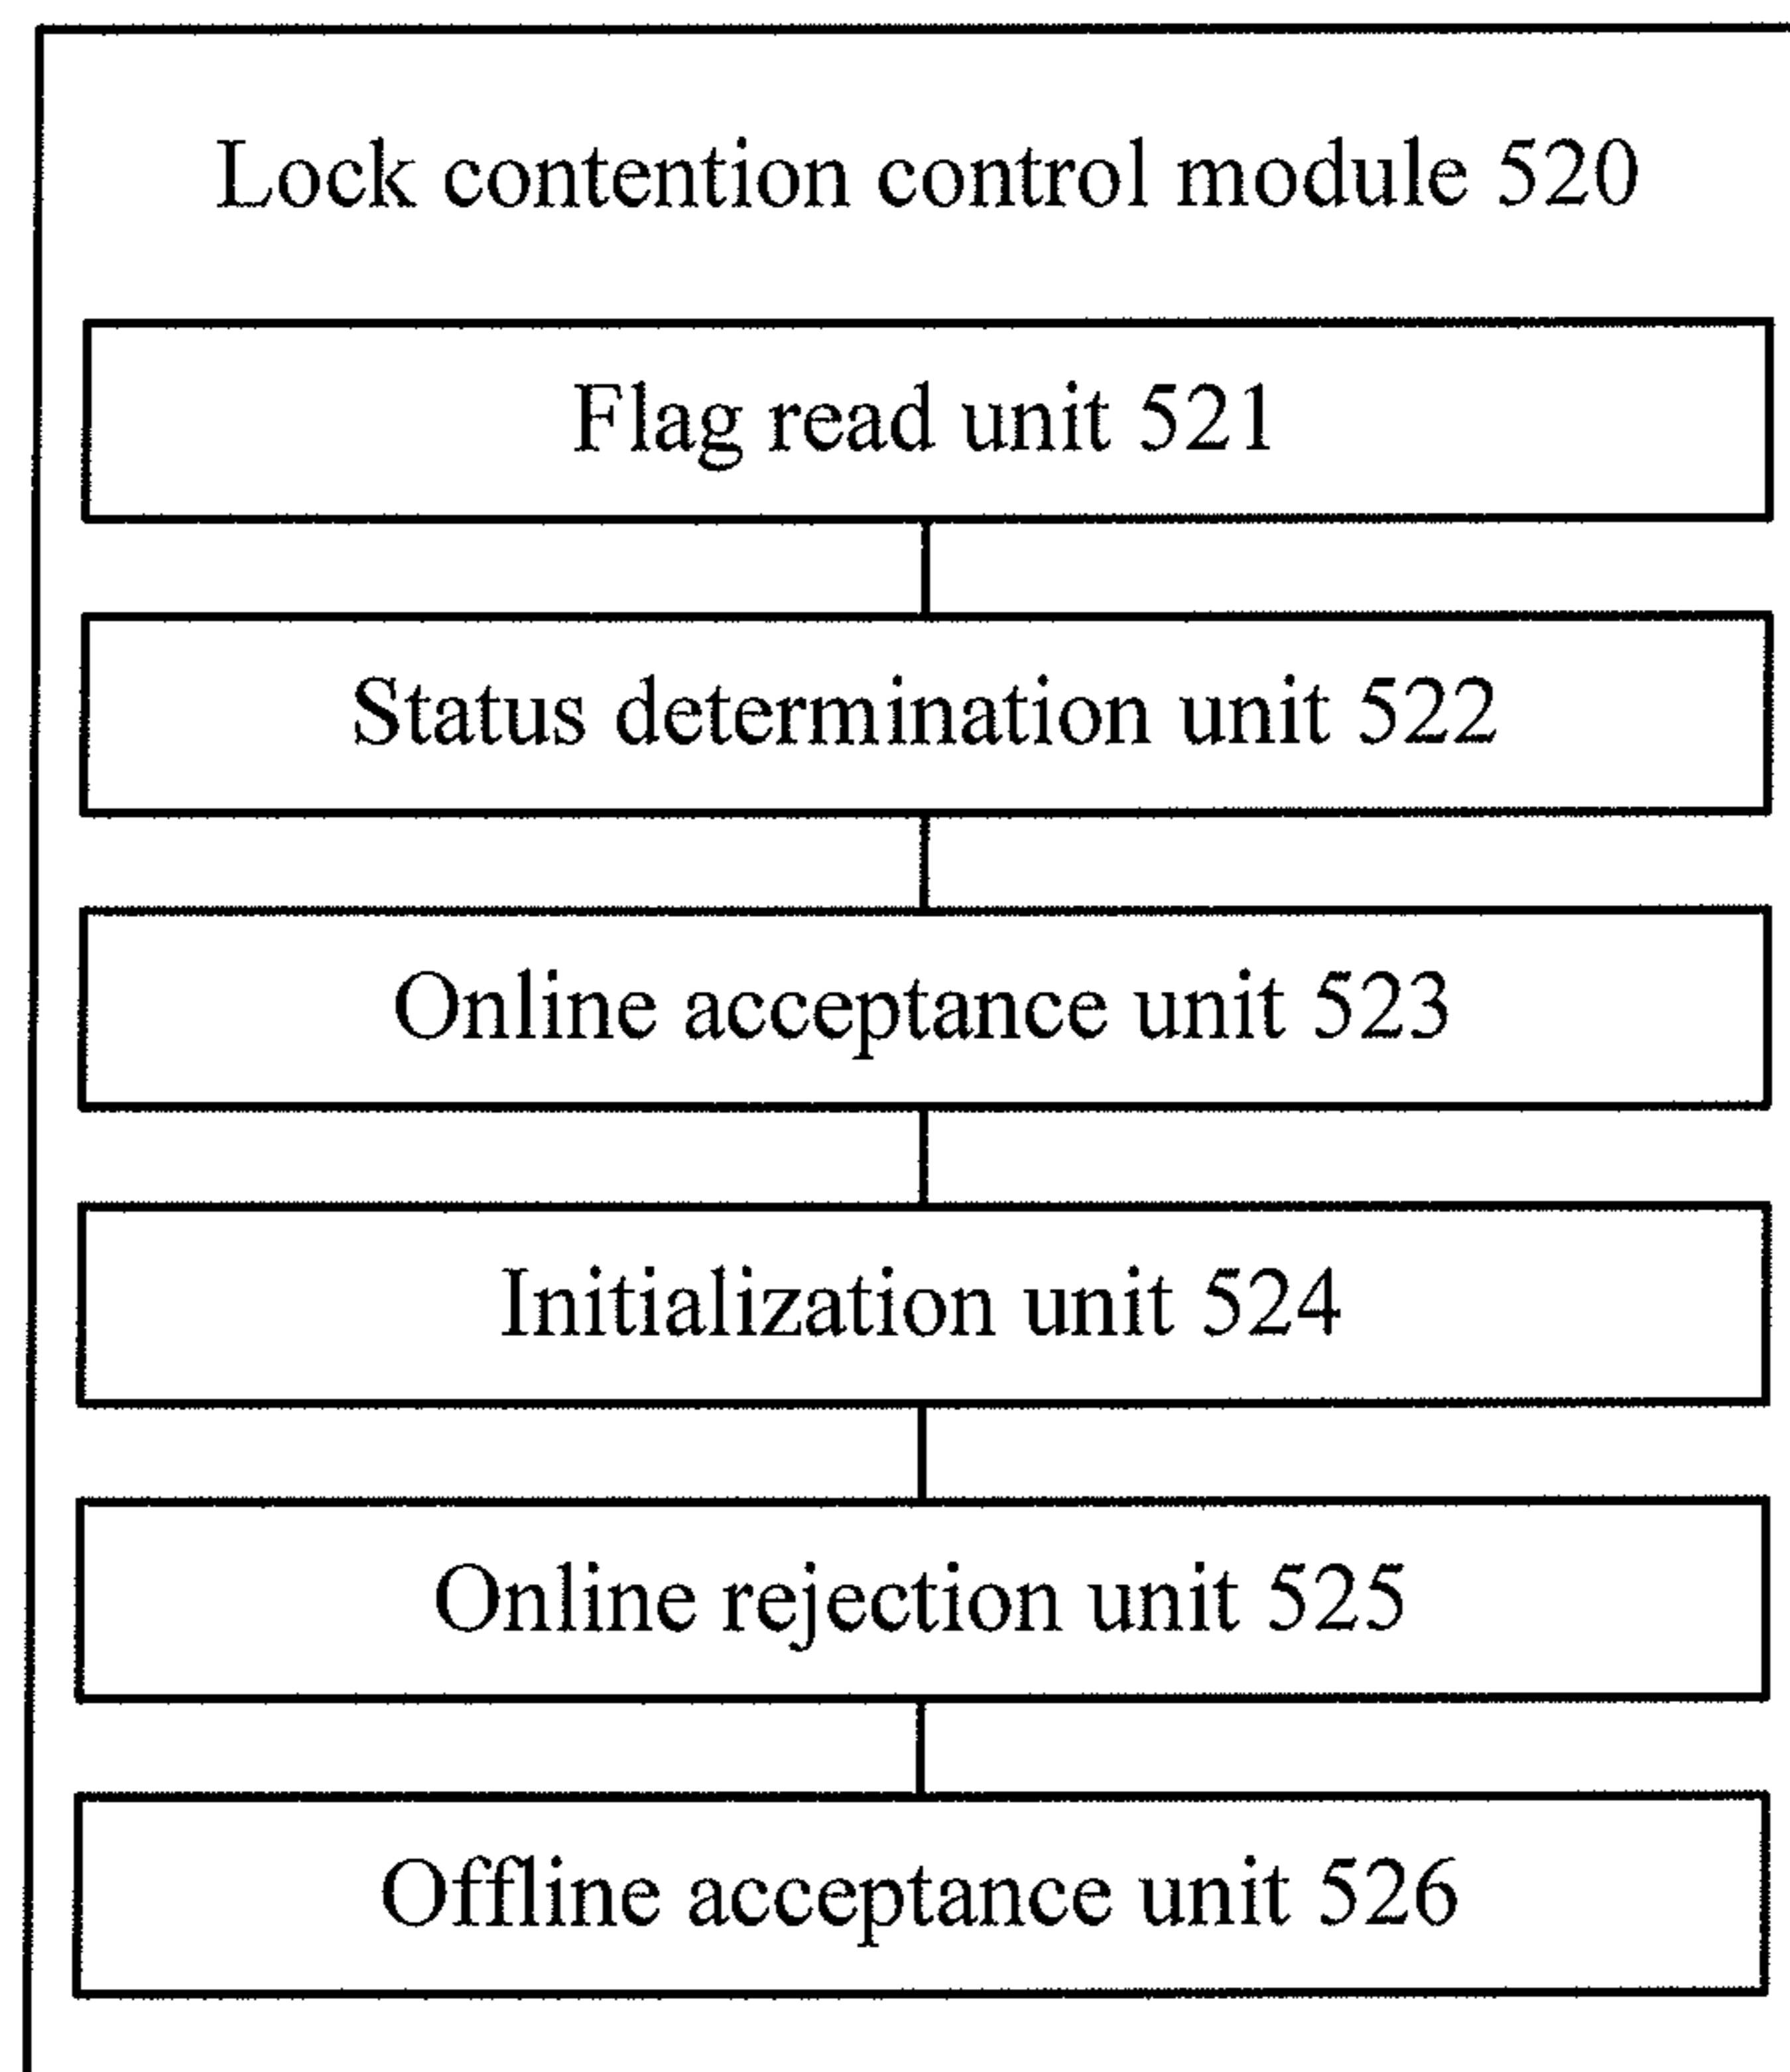 Lock contention control module 520
Flag read unit 521
Status determination unit 522
Online acceptance unit 523
Initialization unit 524
Online rejection unit 525
Offline acceptance unit 526